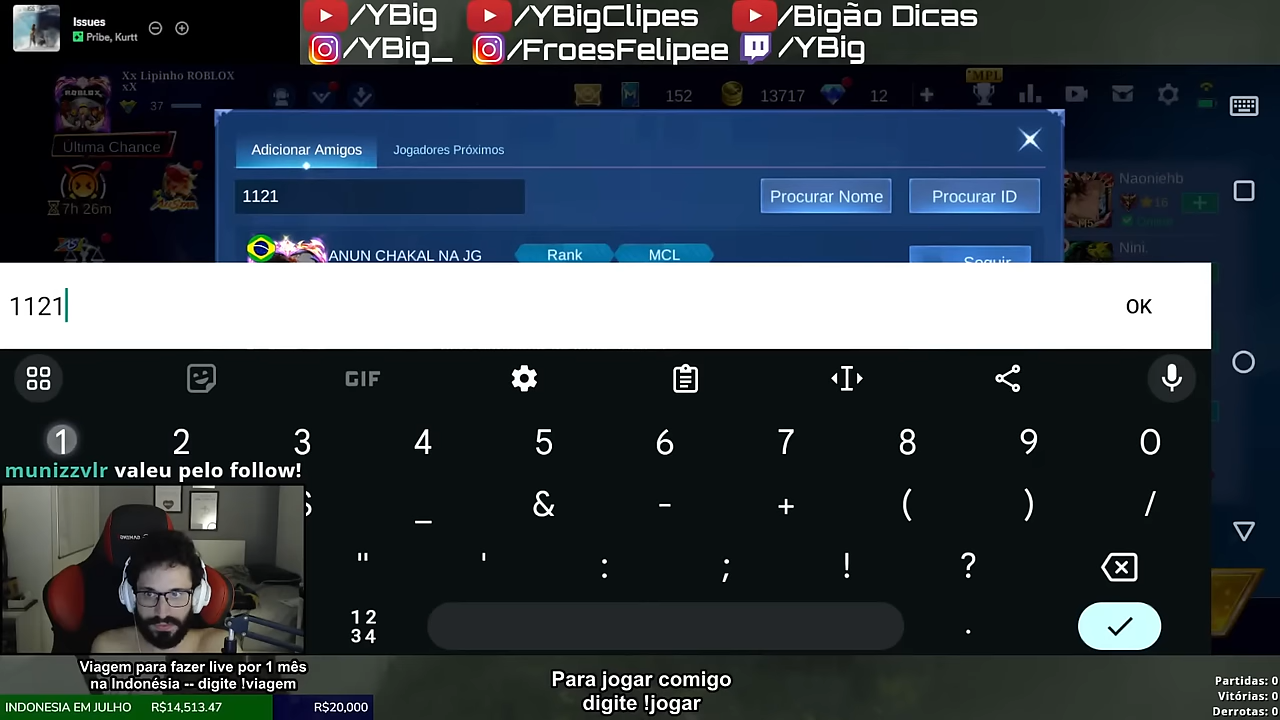 Issues
Pribe, Kurtt
/YBig
/YBigClipes
/Bigão Dicas
/YBig_
/FroesFelipee
/YBig
Xx Lipinho ROBLOX
xX
ROBLOX
37
Ultima Chance
7h 26m
152
13717
12
MPL
Adicionar Amigos
Jogadores Próximos
1121
Procurar Nome
Procurar ID
ANUN CHAKAL NA JG
Rank
MCL
Seguir
Naoniehb
16
Nini.
1121
OK
GIF
1 2 3 4 5 6 7 8 9 0
munizzvlr valeu pelo follow!
_ & - + ( ) /
" ' : ; ! ?
12
34
.
Viagem para fazer live por 1 mês
na Indonésia -- digite !viagem
INDONESIA EM JULHO R$14,513.47 R$20,000
Para jogar comigo
digite !jogar
Partidas: 0
Vitórias: 0
Derrotas: 0